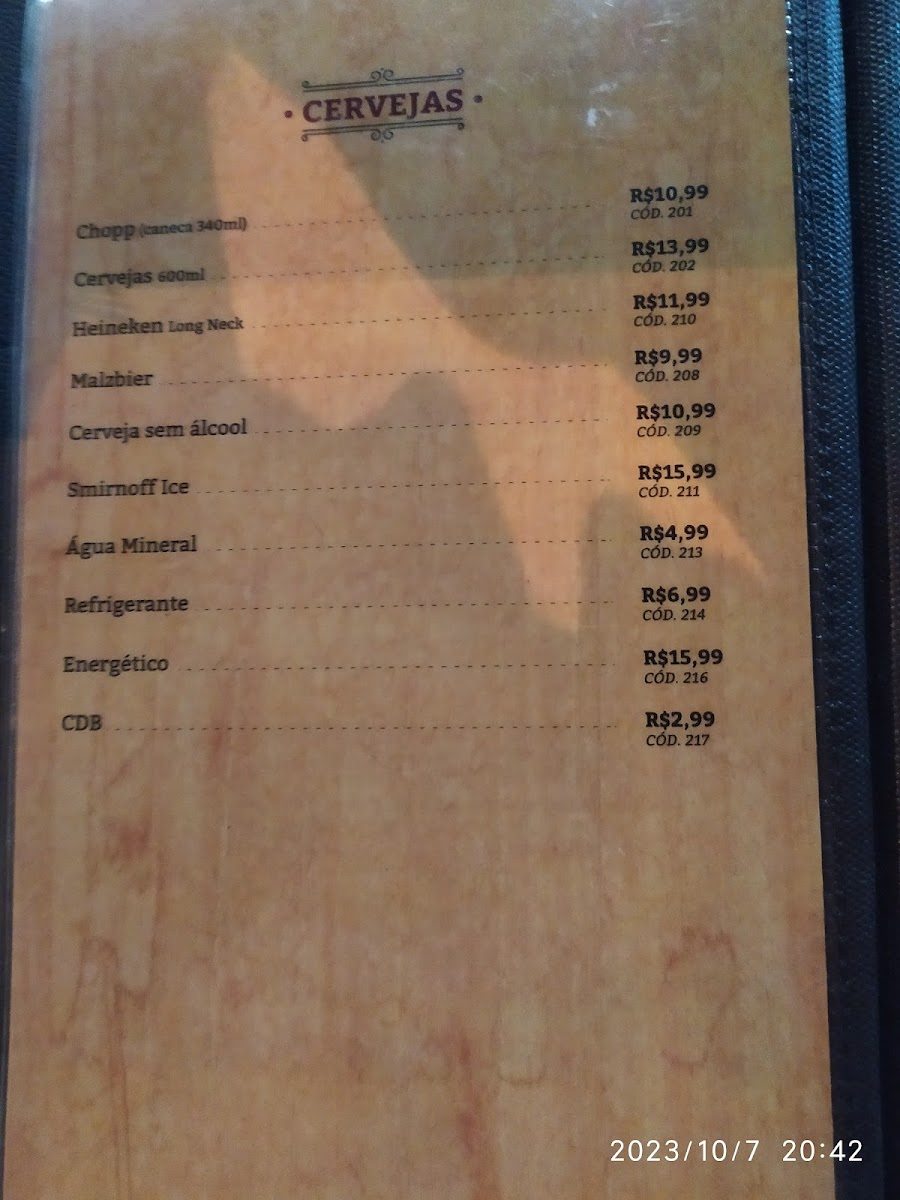 • CERVEJAS •
Chopp (caneca 340ml) R$10,99
CÓD. 201
Cervejas 600ml R$13,99
CÓD. 202
Heineken Long Neck R$11,99
CÓD. 210
Malzbier R$9,99
CÓD. 208
Cerveja sem álcool R$10,99
CÓD. 209
Smirnoff Ice R$15,99
CÓD. 211
Água Mineral R$4,99
CÓD. 213
Refrigerante R$6,99
CÓD. 214
Energético R$15,99
CÓD. 216
CDB R$2,99
CÓD. 217
2023/10/7 20:42